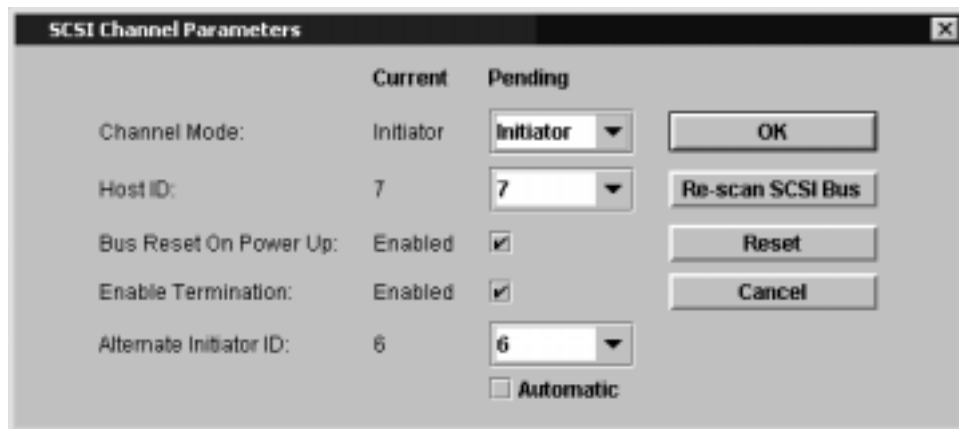 SCSI Channel Parameters
Current Pending
Channel Mode: Initiator Initiator OK
Host ID: 7 7 Re-scan SCSI Bus
Bus Reset On Power Up: Enabled Reset
Enable Termination: Enabled Cancel
Alternate Initiator ID: 6 6
Automatic